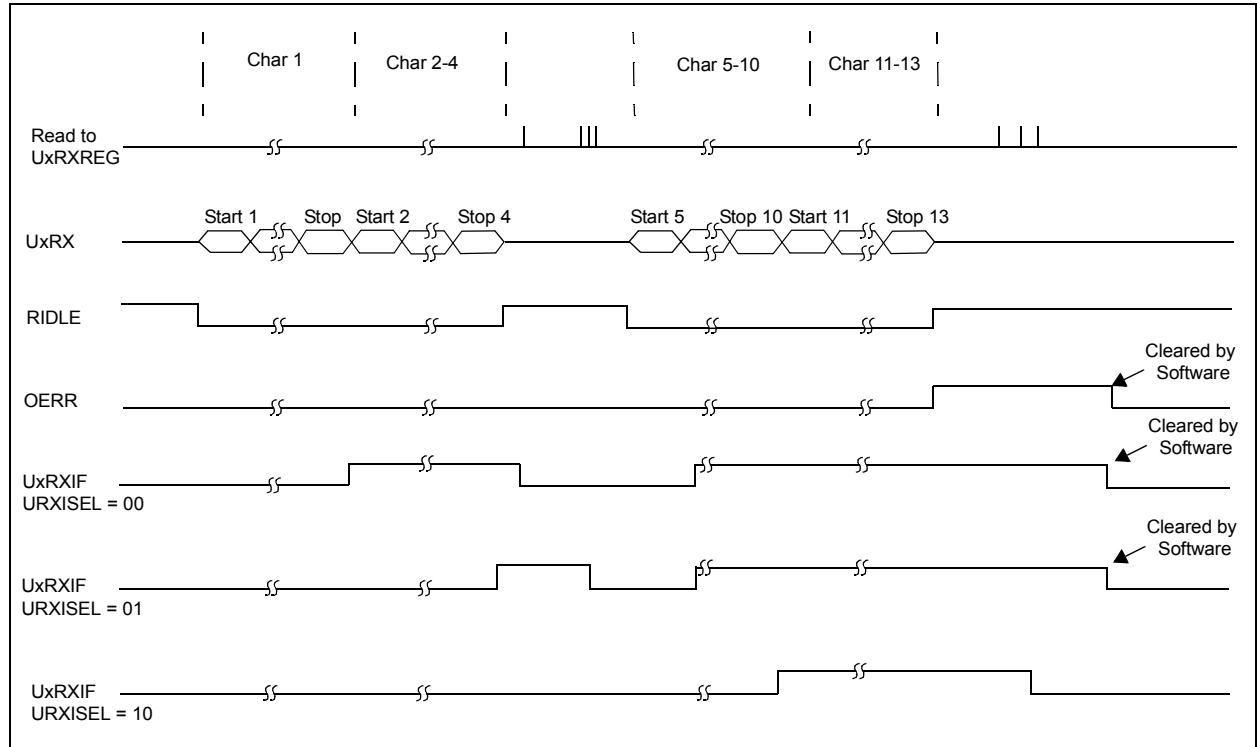 Char 1
Char 2-4
Char 5-10
Char 11-13
Read to
UxRXREG
Start 1
Stop
Start 2
Stop 4
Start 5
Stop 10
Start 11
Stop 13
UxRX
RIDLE
Cleared by
Software
OERR
Cleared by
Software
UxRXIF
URXISEL = 00
Cleared by
Software
UxRXIF
URXISEL = 01
UxRXIF
URXISEL = 10